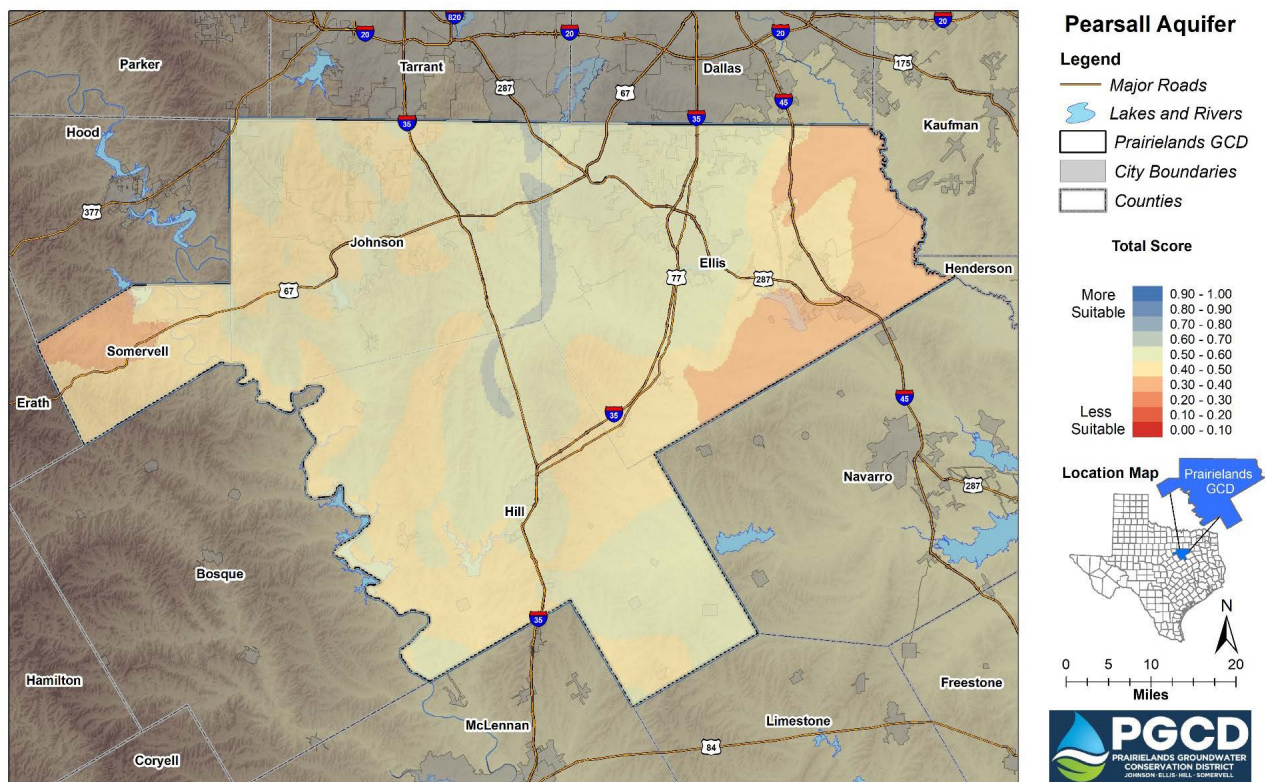 820
20
20
20
20
Parker
Tarrant
Dallas
287
67
175
45
35
35
Hood
Kaufman
377
Johnson
Ellis
Henderson
77
287
67
Somervell
Erath
35
45
Navarro
287
Hill
Bosque
35
Hamilton
Freestone
McLennan
Limestone
84
Coryell
Pearsall Aquifer
Legend
Major Roads
Lakes and Rivers
Prairielands GCD
City Boundaries
Counties
Total Score
More
Suitable
0.90 - 1.00
0.80 - 0.90
0.70 - 0.80
0.60 - 0.70
0.50 - 0.60
0.40 - 0.50
0.30 - 0.40
0.20 - 0.30
0.10 - 0.20
0.00 - 0.10
Less
Suitable
Location Map
Prairielands
GCD
N
0 5 10 20
Miles
PGCD
PRAIRIELANDS GROUNDWATER
CONSERVATION DISTRICT
JOHNSON · ELLIS · HILL · SOMERVELL